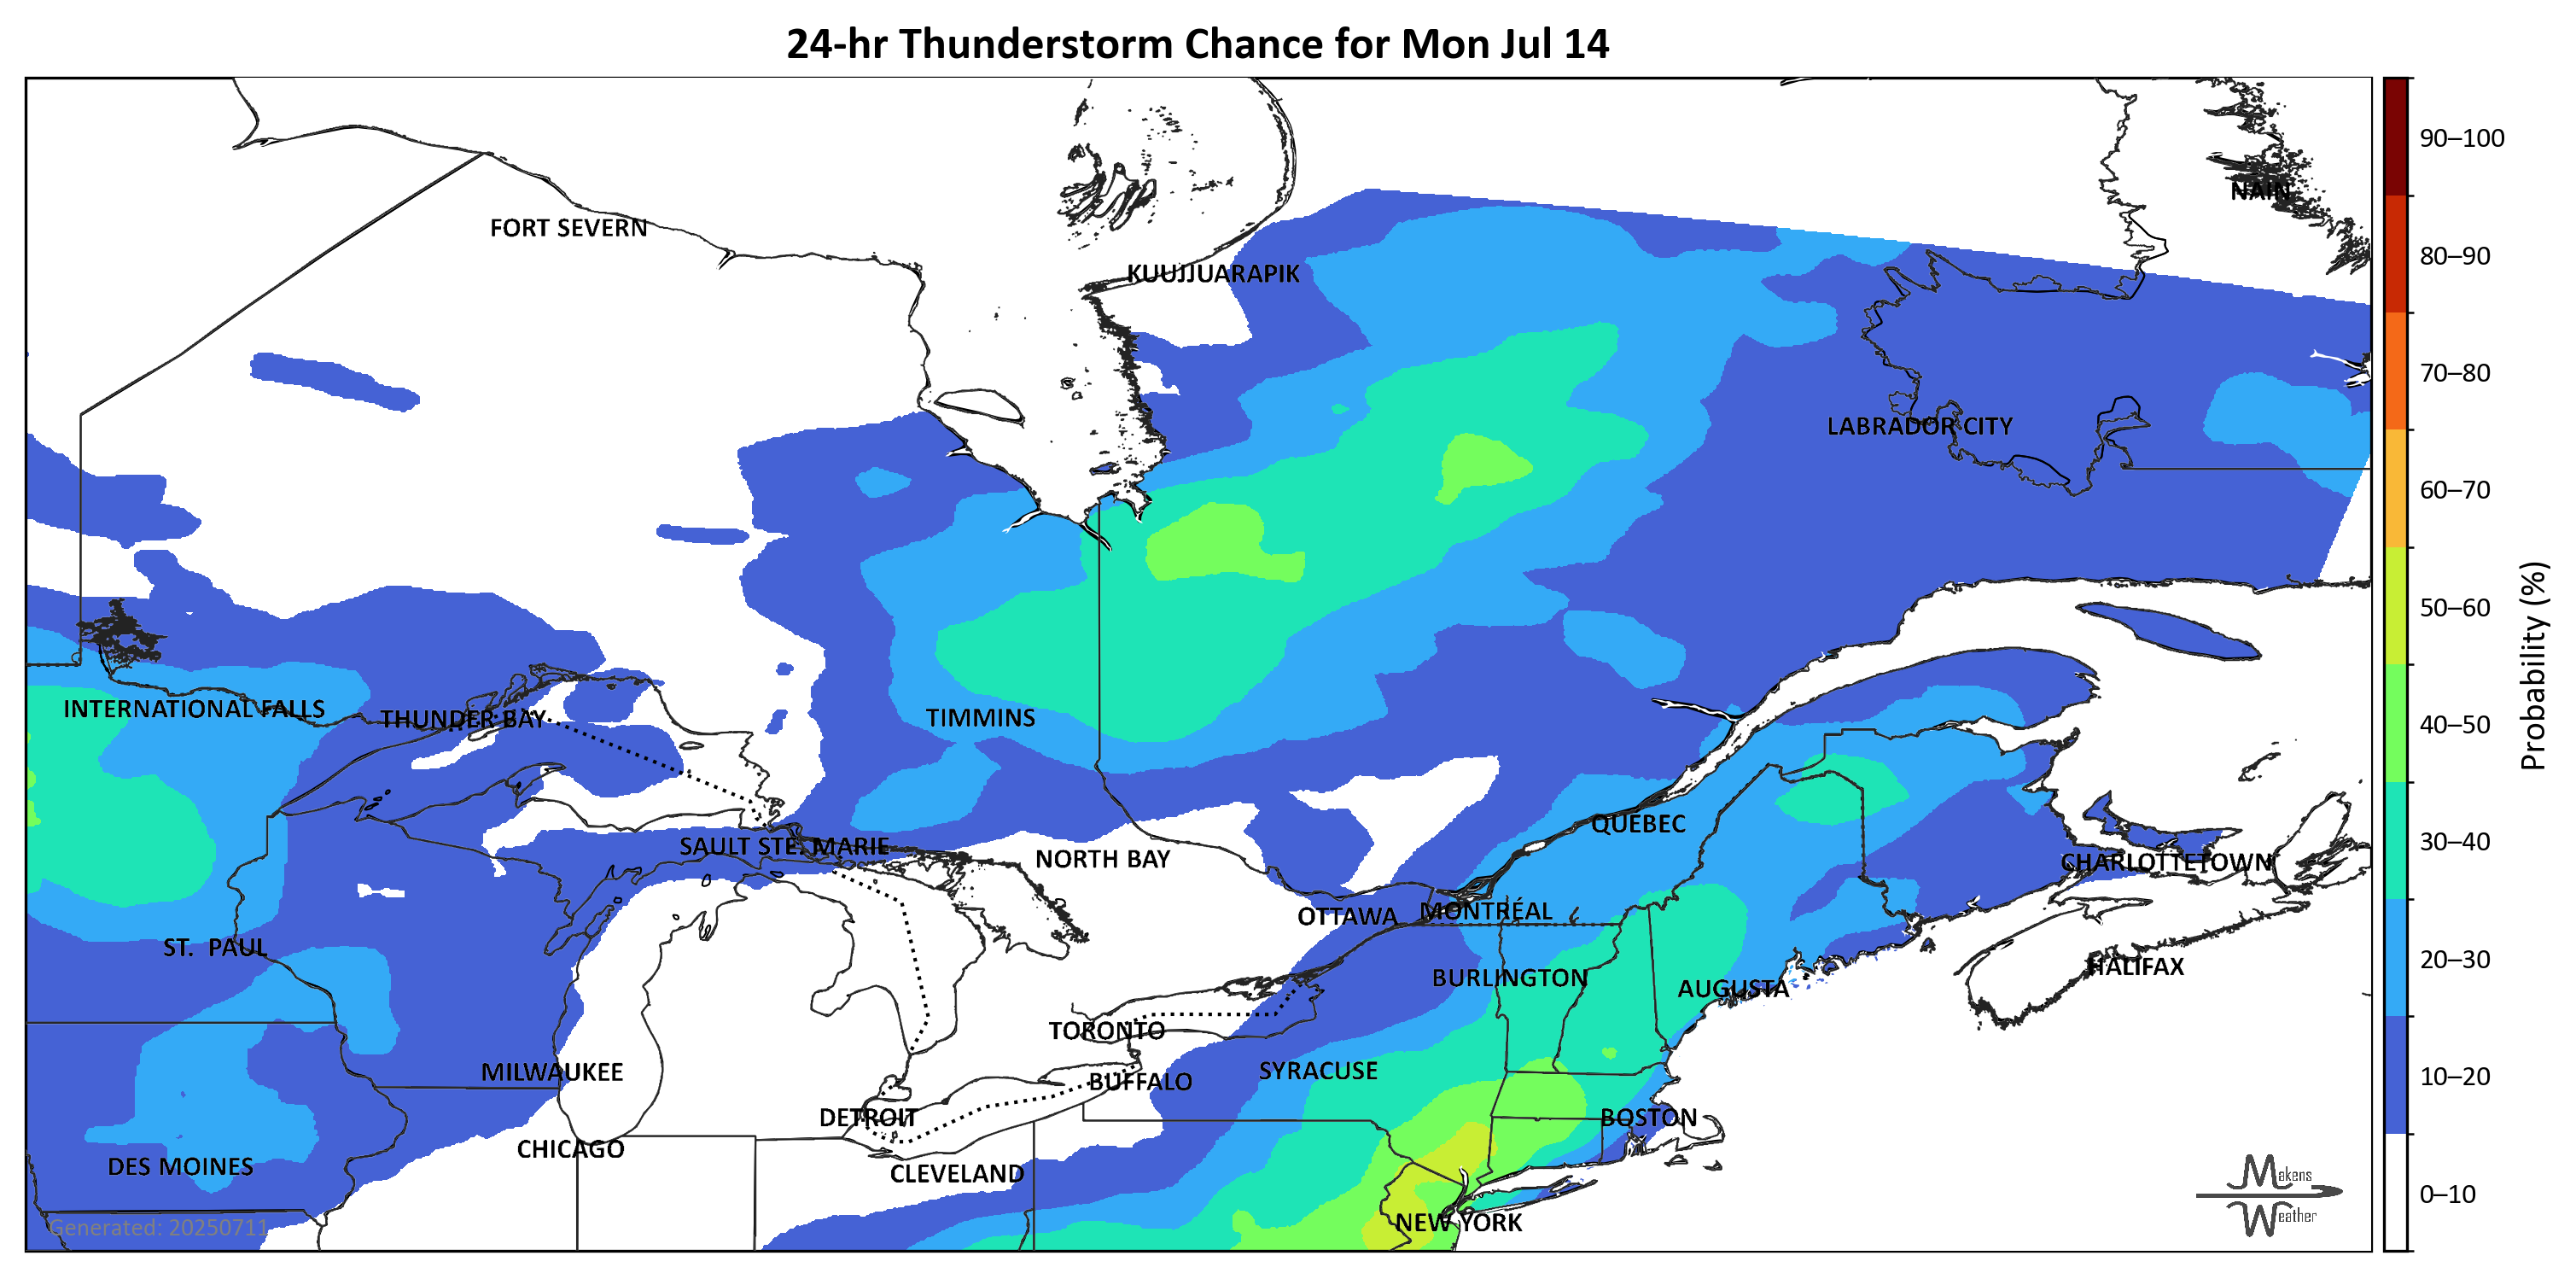 24-hr Thunderstorm Chance for Mon Jul 14
NAIN
FORT SEVERN
KUUJJUARAPIK
LABRADOR CITY
INTERNATIONAL FALLS
THUNDER BAY
TIMMINS
QUEBEC
SAULT STE. MARIE
NORTH BAY
CHARLOTTETOWN
OTTAWA
MONTRÉAL
ST. PAUL
HALIFAX
BURLINGTON
AUGUSTA
TORONTO
MILWAUKEE
SYRACUSE
BUFFALO
DETROIT
BOSTON
CHICAGO
DES MOINES
CLEVELAND
NEW YORK
Generated: 20250711
Makens
Weather
90–100
80–90
70–80
60–70
50–60
40–50
30–40
20–30
10–20
0–10
Probability (%)